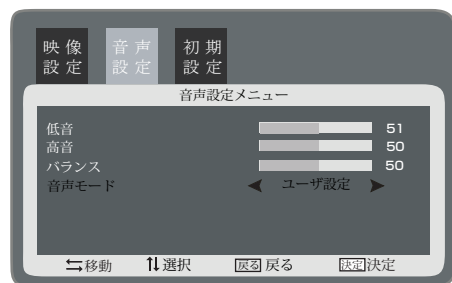 映像 音声 初期
設定 設定 設定
音声設定メニュー
低音 51
高音 50
バランス 50
音声モード ユーザ設定
移動 選択 戻る 戻る 決定 決定